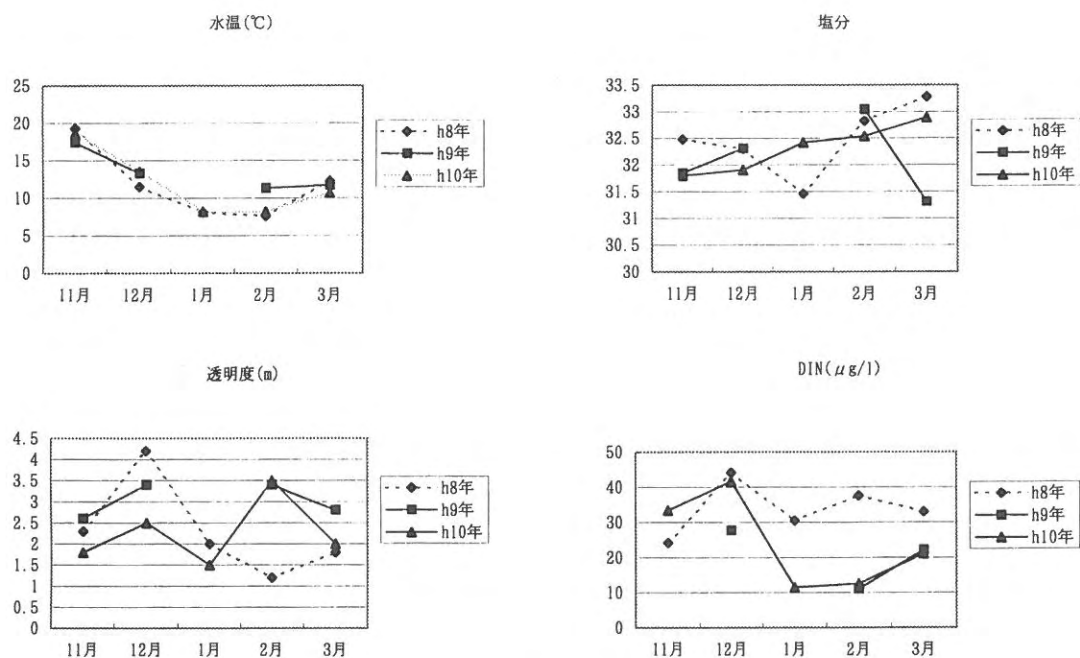 水温(℃)
25
20
15
10
5
0
11月 12月 1月 2月 3月
h8年
h9年
h10年
塩分
33.5
33
32.5
32
31.5
31
30.5
30
11月 12月 1月 2月 3月
h8年
h9年
h10年
透明度(m)
4.5
4
3.5
3
2.5
2
1.5
1
0.5
0
11月 12月 1月 2月 3月
h8年
h9年
h10年
DIN(μg/l)
50
40
30
20
10
0
11月 12月 1月 2月 3月
h8年
h9年
h10年